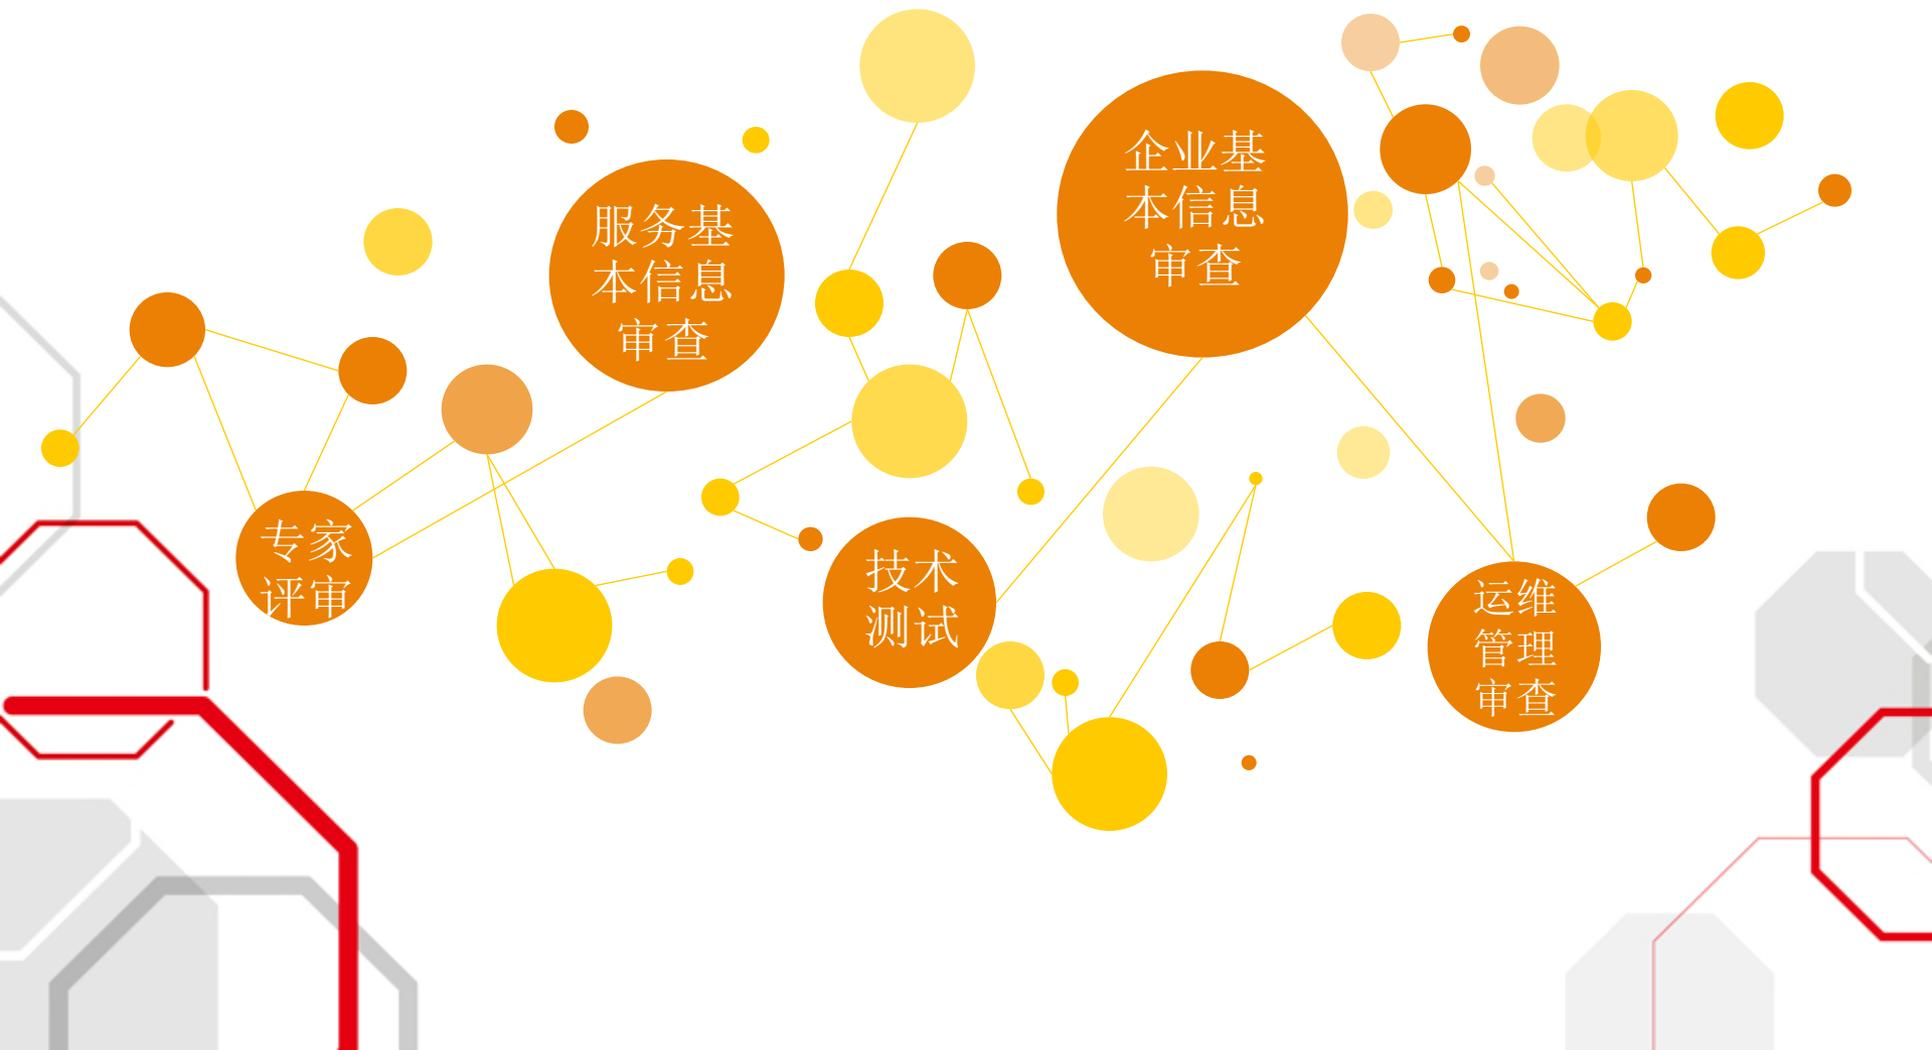 服务基
本信息
审查
企业基
本信息
审查
专家
评审
技术
测试
运维
管理
审查